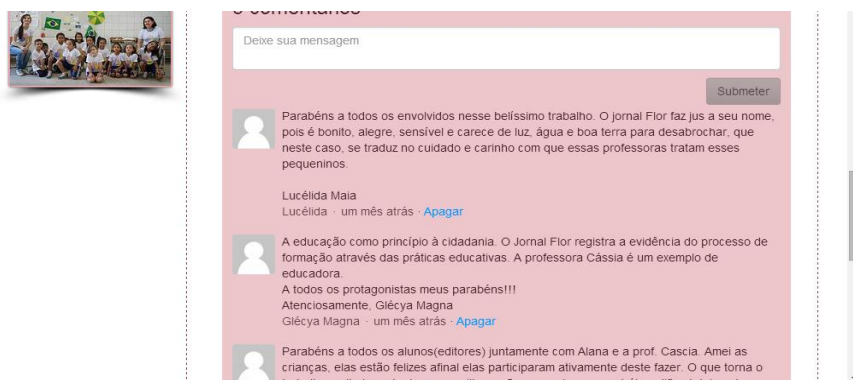 comentários
Deixe sua mensagem
Submeter
Parabéns a todos os envolvidos nesse belíssimo trabalho. O jornal Flor faz jus a seu nome,
pois é bonito, alegre, sensível e carece de luz, água e boa terra para desabrochar, que
neste caso, se traduz no cuidado e carinho com que essas professoras tratam esses
pequeninos.
Lucélida Maia
Lucélida · um mês atrás · Apagar
A educação como princípio à cidadania. O Jornal Flor registra a evidência do processo de
formação através das práticas educativas. A professora Cássia é um exemplo de
educadora.
A todos os protagonistas meus parabéns!!!
Atenciosamente, Glécya Magna
Glécya Magna · um mês atrás · Apagar
Parabéns a todos os alunos(editores) juntamente com Alana e a prof. Cascia. Amei as
crianças, elas estão felizes afinal elas participaram ativamente deste fazer. O que torna o